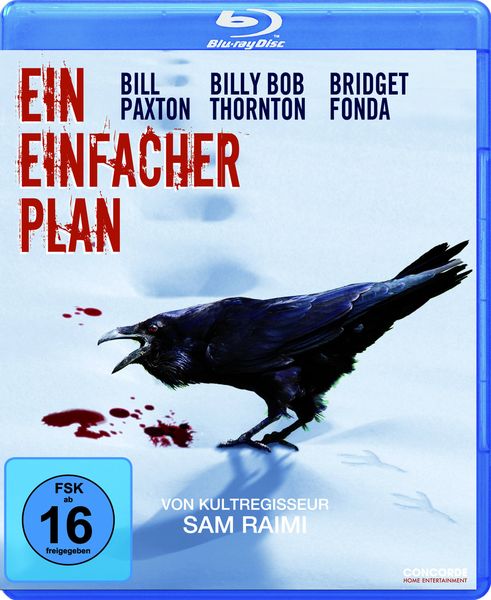 Blu-ray Disc
TM
EIN
EINFACHER
PLAN
BILL
PAXTON
BILLY BOB
THORNTON
BRIDGET
FONDA
FSK
ab
16
freigegeben
VON KULTREGISSEUR
SAM RAIMI
CONCORDE
HOME ENTERTAINMENT